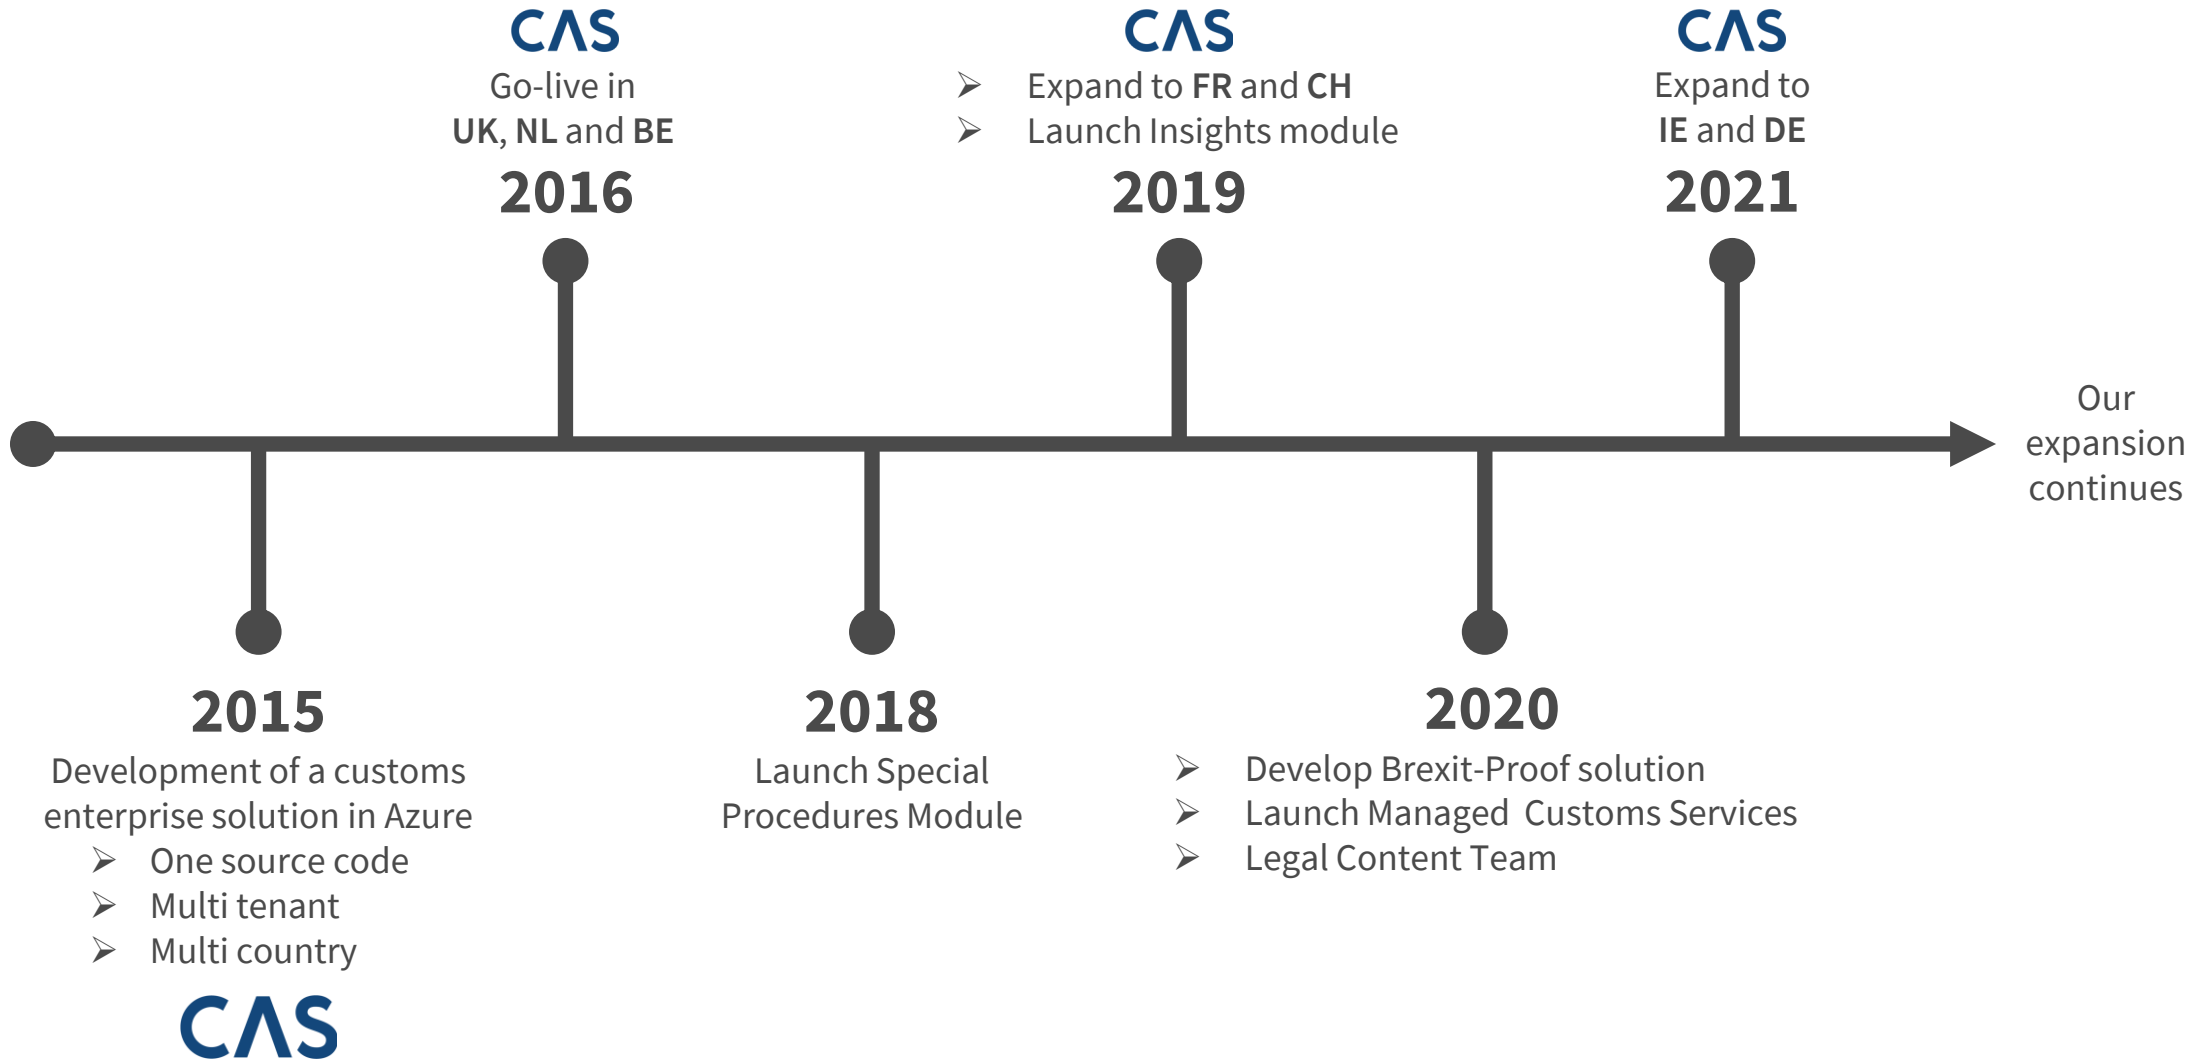 CAS
Go-live in
UK, NL and BE
2016
CAS
➢ Expand to FR and CH
➢ Launch Insights module
2019
CAS
Expand to
IE and DE
2021
Our
expansion
continues
2015
Development of a customs
enterprise solution in Azure
➢ One source code
➢ Multi tenant
➢ Multi country
CAS
2018
Launch Special
Procedures Module
2020
➢ Develop Brexit-Proof solution
➢ Launch Managed  Customs Services
➢ Legal Content Team